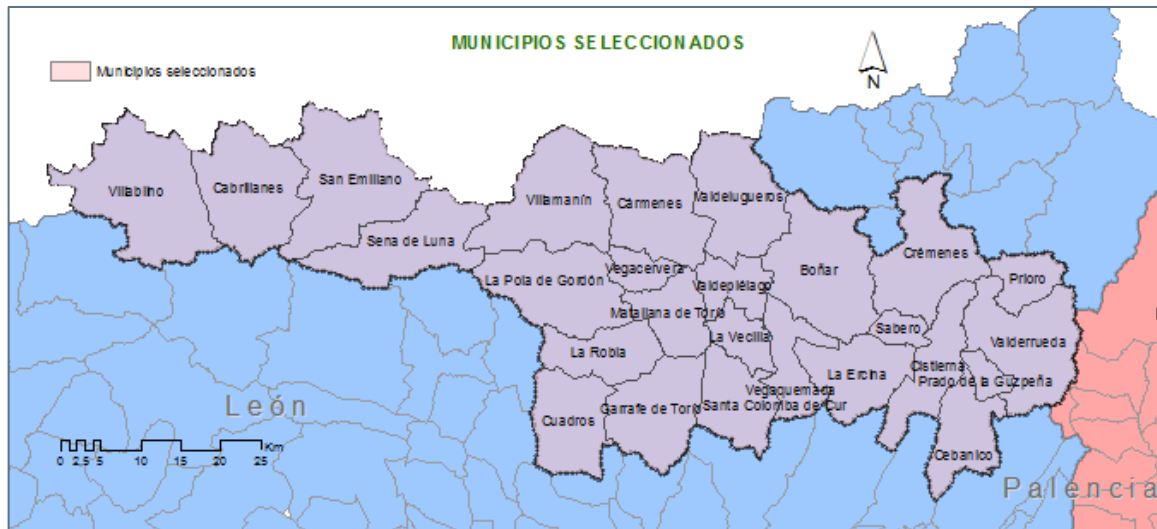 MUNICIPIOS SELECCIONADOS
Municipios seleccionados
N
Villablino
Cabrillanes
San Emiliano
Sena de Luna
Villamanín
Cármenes
Valdelugueros
La Pola de Gordón
Vegacervera
Valdepiélago
Boñar
Crémenes
Prioro
Matallana de Torío
La Vecilla
Sabero
Valderrueda
La Robla
La Ercina
Cistierna
Prado de la Guzpeña
Vegaquemada
Cuadros
Garrafe de Torío
Santa Colomba de Cur
Cebanico
León
Palencia
Km
0 2,5 5 10 15 20 25